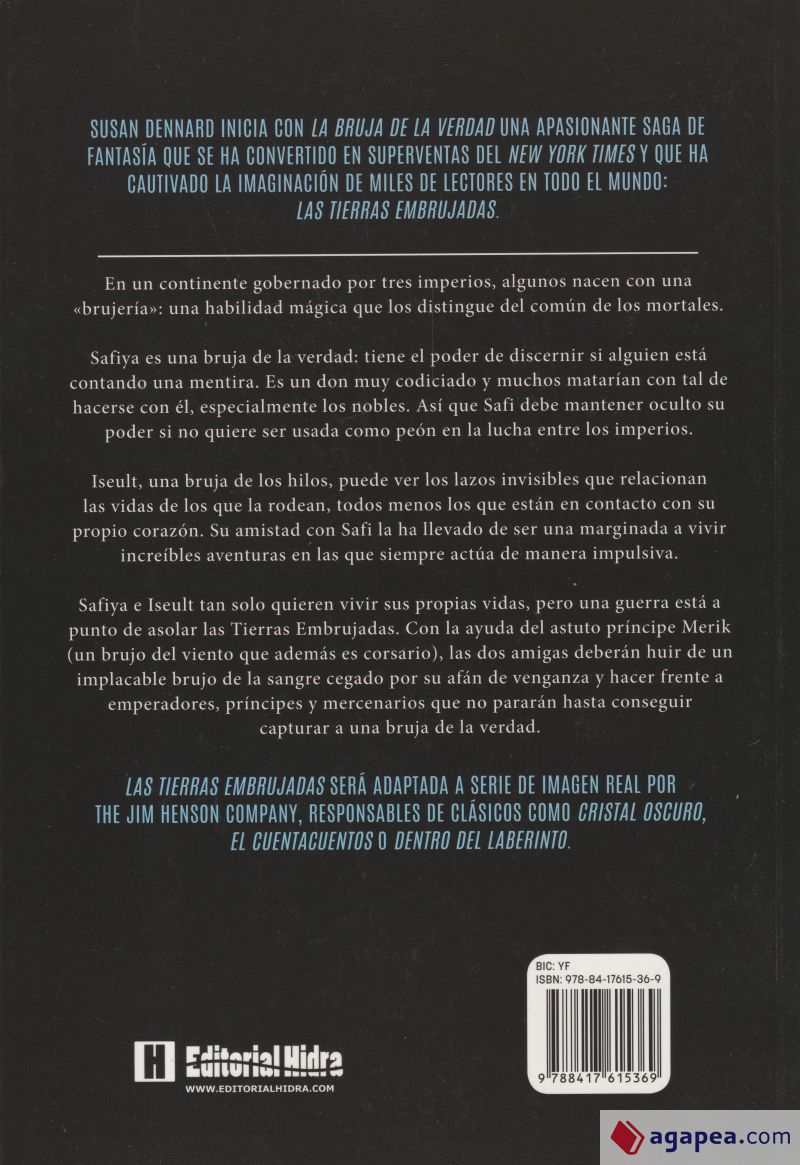 SUSAN DENNARD INICIA CON LA BRUJA DE LA VERDAD UNA APASIONANTE SAGA DE
FANTASÍA QUE SE HA CONVERTIDO EN SUPERVENTAS DEL NEW YORK TIMES Y QUE HA
CAUTIVADO LA IMAGINACIÓN DE MILES DE LECTORES EN TODO EL MUNDO:
LAS TIERRAS EMBRUJADAS.
En un continente gobernado por tres imperios, algunos nacen con una
«brujería»: una habilidad mágica que los distingue del común de los mortales.
Safiya es una bruja de la verdad: tiene el poder de discernir si alguien está
contando una mentira. Es un don muy codiciado y muchos matarían con tal de
hacerse con él, especialmente los nobles. Así que Safi debe mantener oculto su
poder si no quiere ser usada como peón en la lucha entre los imperios.
Iseult, una bruja de los hilos, puede ver los lazos invisibles que relacionan
las vidas de los que la rodean, todos menos los que están en contacto con su
propio corazón. Su amistad con Safi la ha llevado de ser una marginada a vivir
increíbles aventuras en las que siempre actúa de manera impulsiva.
Safiya e Iseult tan solo quieren vivir sus propias vidas, pero una guerra está a
punto de asolar las Tierras Embrujadas. Con la ayuda del astuto príncipe Merik
(un brujo del viento que además es corsario), las dos amigas deberán huir de un
implacable brujo de la sangre cegado por su afán de venganza y hacer frente a
emperadores, príncipes y mercenarios que no pararán hasta conseguir
capturar a una bruja de la verdad.
LAS TIERRAS EMBRUJADAS SERÁ ADAPTADA A SERIE DE IMAGEN REAL POR
THE JIM HENSON COMPANY, RESPONSABLES DE CLÁSICOS COMO CRISTAL OSCURO,
EL CUENTACUENTOS O DENTRO DEL LABERINTO.
BIC: YF
ISBN: 978-84-17615-36-9
9 788417 615369
H Editorial Hidra
WWW.EDITORIALHIDRA.COM
agapea.com